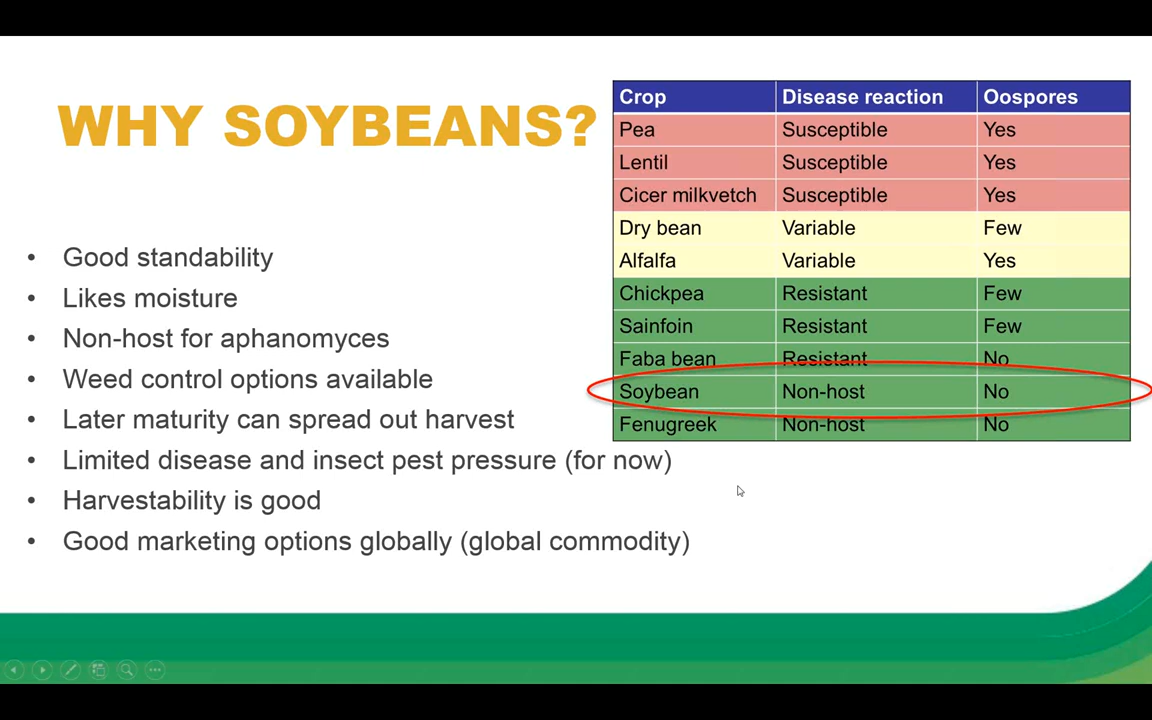 WHY SOYBEANS?
• Good standability
• Likes moisture
• Non-host for aphanomyces
• Weed control options available
• Later maturity can spread out harvest
• Limited disease and insect pest pressure (for now)
• Harvestability is good
• Good marketing options globally (global commodity)
Crop Disease reaction Oospores
Pea Susceptible Yes
Lentil Susceptible Yes
Cicer milkvetch Susceptible Yes
Dry bean Variable Few
Alfalfa Variable Yes
Chickpea Resistant Few
Sainfoin Resistant Few
Faba bean Resistant No
Soybean Non-host No
Fenugreek Non-host No